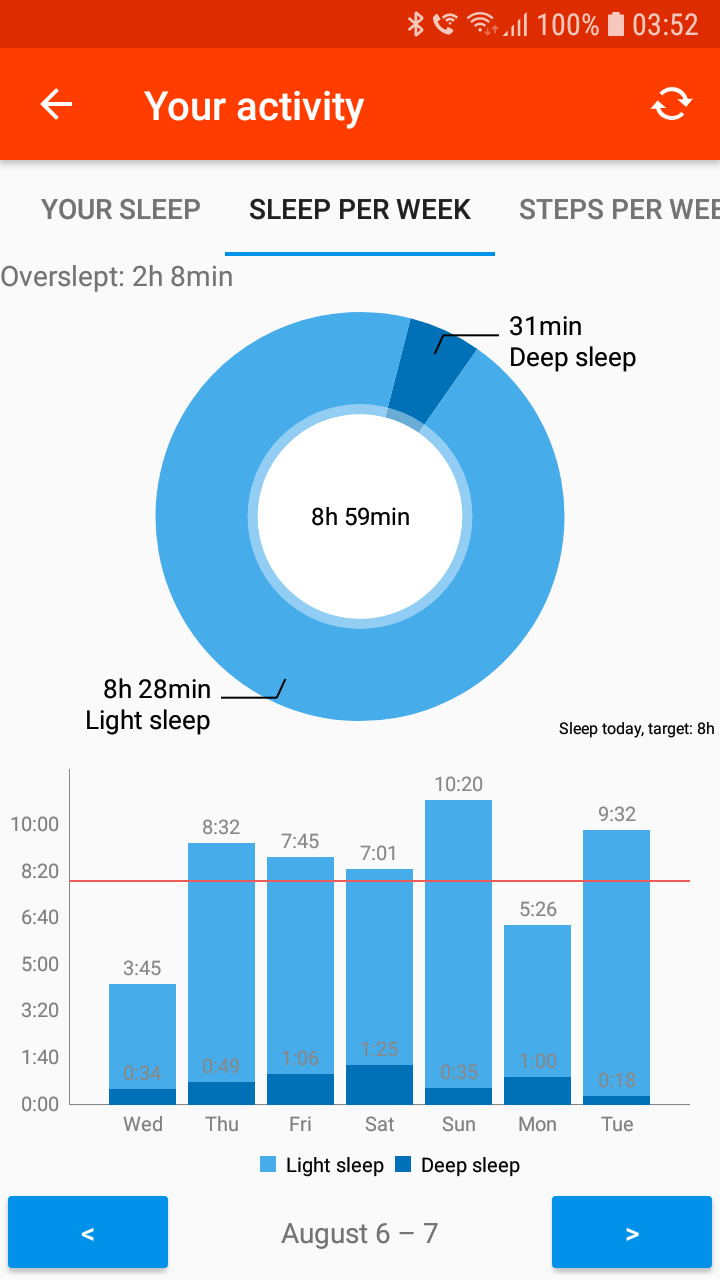 100% 03:52
Your activity
YOUR SLEEP SLEEP PER WEEK STEPS PER WEE
Overslept: 2h 8min
31min
Deep sleep
8h 59min
8h 28min
Light sleep
Sleep today, target: 8h
10:20
10:00 8:32 7:45 7:01 9:32
8:20
6:40 5:26
5:00 3:45
3:20
1:40 0:34 0:49 1:06 1:25 0:35 1:00 0:18
0:00
Wed Thu Fri Sat Sun Mon Tue
Light sleep Deep sleep
< August 6 – 7 >